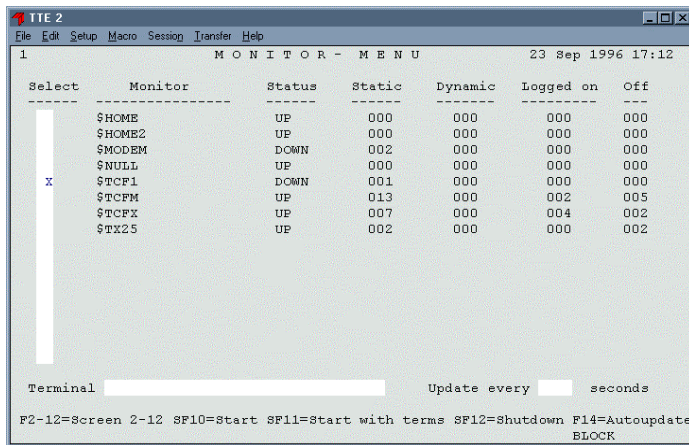 TTE 2
File Edit Setup Macro Session Transfer Help
1 M O N I T O R - M E N U 23 Sep 1996 17:12
Select Monitor Status Static Dynamic Logged on Off
------ ---------------- ------ ------ ------- --------- ---
$HOME UP 000 000 000 000
$HOME2 UP 000 000 000 000
$MODEM DOWN 002 000 000 002
$NULL UP 000 000 000 000
X $TCF1 DOWN 001 000 000 001
$TCFM UP 013 000 002 005
$TCFX UP 007 000 004 002
$TX25 UP 002 000 000 002
Terminal Update every seconds
F2-12=Screen 2-12 SF10=Start SF11=Start with terms SF12=Shutdown F14=Autoupdate
BLOCK